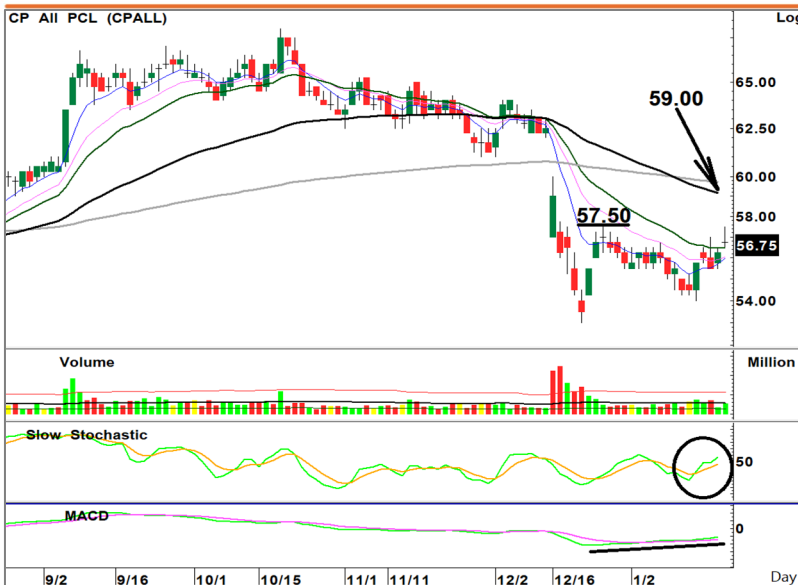 CP All PCL (CPALL)
Log
65.00
59.00
62.50
60.00
57.50
58.00
56.75
54.00
Volume
Million
Slow Stochastic
50
MACD
0
9/2 9/16 10/1 10/15 11/1 11/11 12/2 12/16 1/2 Day